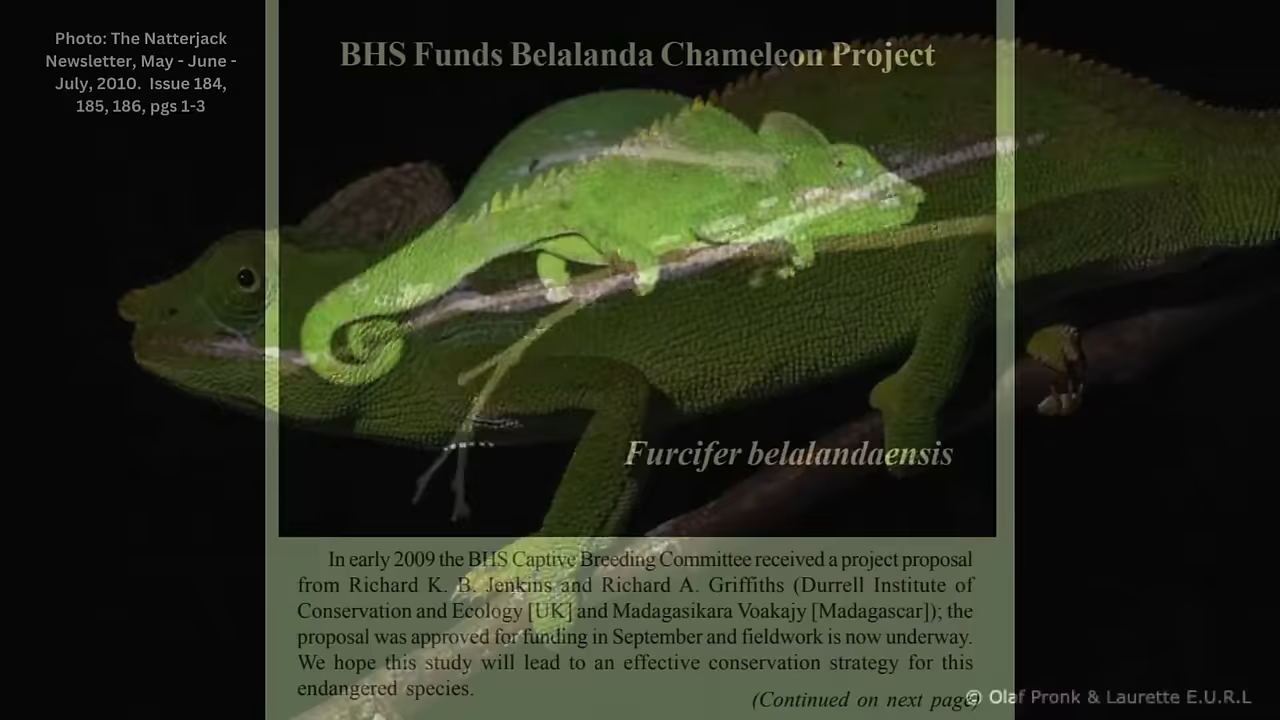 Photo: The Natterjack
Newsletter, May - June -
July, 2010. Issue 184,
185, 186, pgs 1-3
BHS Funds Belalanda Chameleon Project
Furcifer belalandaensis
In early 2009 the BHS Captive Breeding Committee received a project proposal
from Richard K. B. Jenkins and Richard A. Griffiths (Durrell Institute of
Conservation and Ecology [UK] and Madagasikara Voakajy [Madagascar]); the
proposal was approved for funding in September and fieldwork is now underway.
We hope this study will lead to an effective conservation strategy for this
endangered species.
(Continued on next page)
© Olaf Pronk & Laurette E.U.R.L